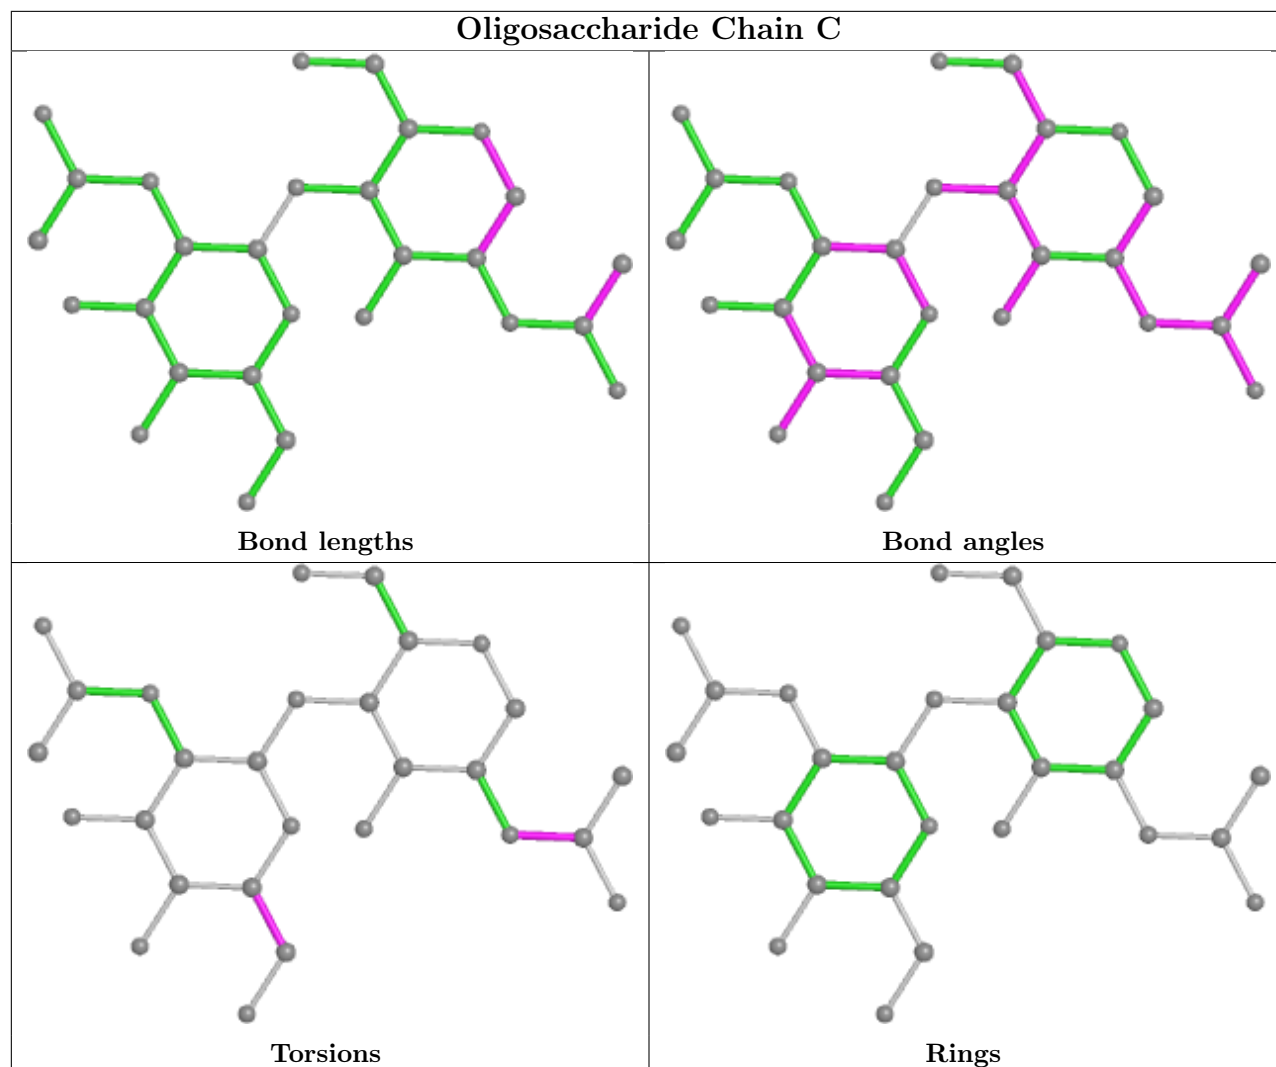 Oligosaccharide Chain C
Bond lengths
Bond angles
Torsions
Rings